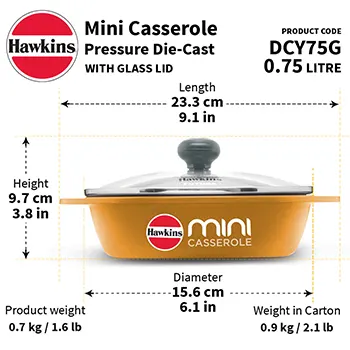 Hawkins
Mini Casserole
Pressure Die-Cast
WITH GLASS LID
PRODUCT CODE
DCY75G
0.75 LITRE
Length
23.3 cm
9.1 in
Height
9.7 cm
3.8 in
Hawkins
Hawkins
mini
CASSEROLE
Diameter
15.6 cm
6.1 in
Product weight
0.7 kg / 1.6 lb
Weight in Carton
0.9 kg / 2.1 lb